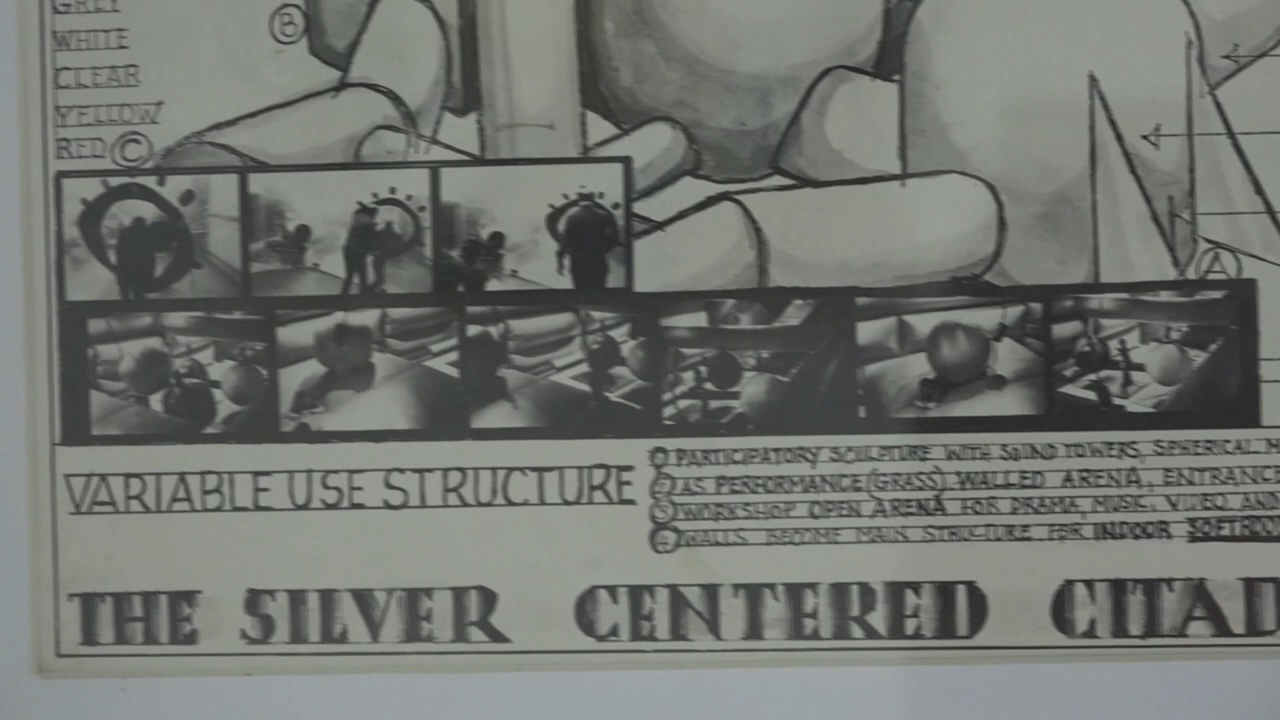 GREY
WHITE
CLEAR
YELLOW
RED Ⓒ
Ⓑ
Ⓐ
VARIABLE USE STRUCTURE
① PARTICIPATORY SCULPTURE WITH SOUND TOWERS, SPHERICAL
② AS PERFORMANCE (GRASS) WALLED ARENA, ENTRANCE
③ WORKSHOP OPEN ARENA FOR DRAMA, MUSIC, VIDEO AND
④ WALLS BECOME MAIN STRUCTURE FOR INDOOR
THE SILVER CENTERED CITAD